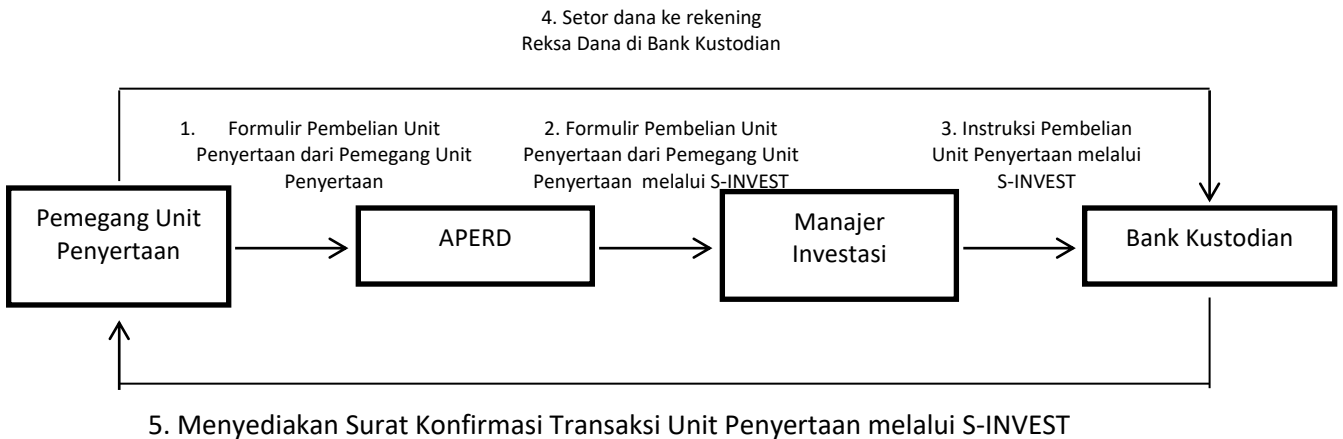 4. Setor dana ke rekening
Reksa Dana di Bank Kustodian
1. Formulir Pembelian Unit
Penyertaan dari Pemegang Unit
Penyertaan
2. Formulir Pembelian Unit
Penyertaan dari Pemegang Unit
Penyertaan melalui S-INVEST
3. Instruksi Pembelian
Unit Penyertaan melalui
S-INVEST
Pemegang Unit
Penyertaan
APERD
Manajer
Investasi
Bank Kustodian
5. Menyediakan Surat Konfirmasi Transaksi Unit Penyertaan melalui S-INVEST